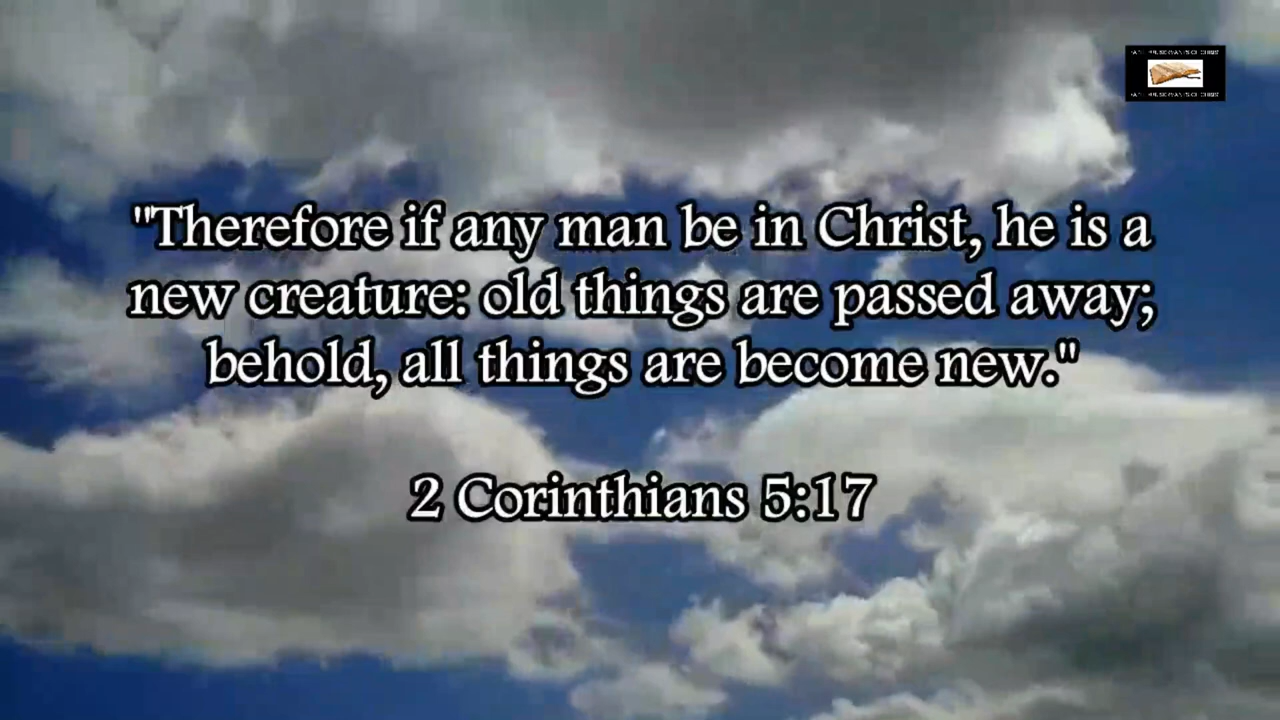 "Therefore if any man be in Christ, he is a
new creature: old things are passed away;
behold, all things are become new."
2 Corinthians 5:17